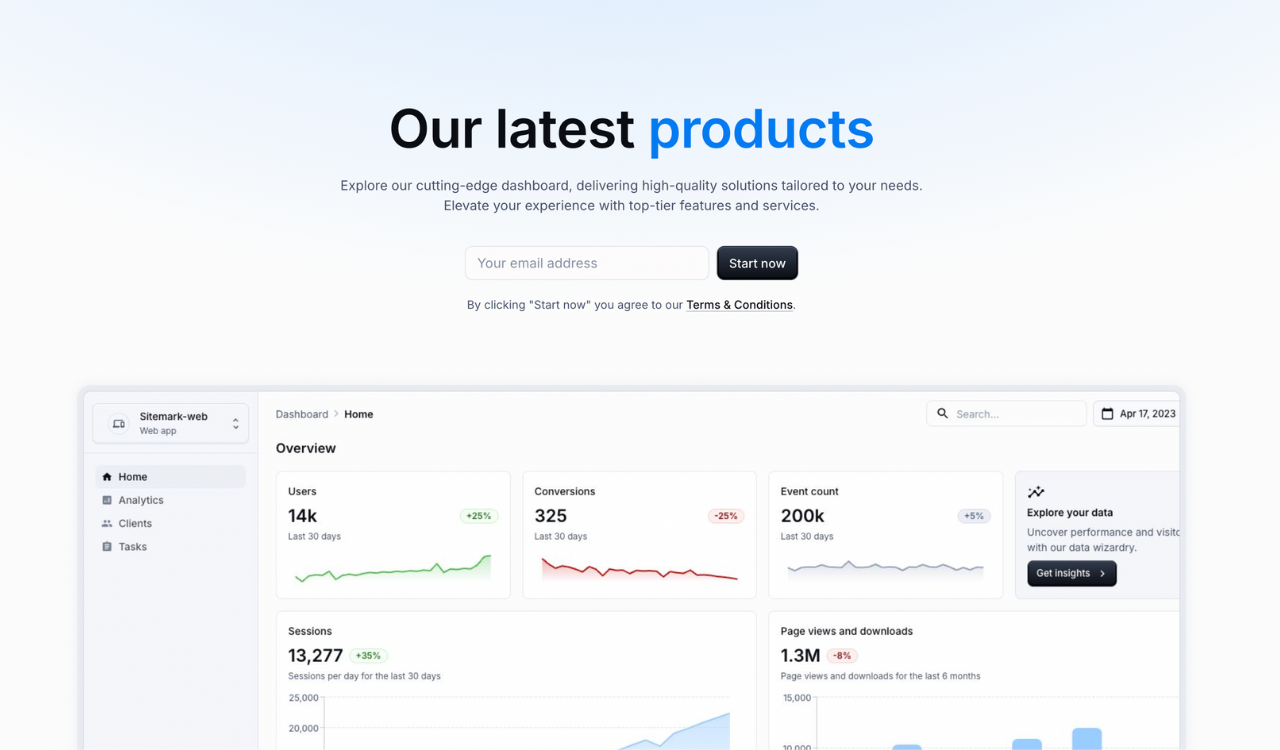 Our latest products
Explore our cutting-edge dashboard, delivering high-quality solutions tailored to your needs.
Elevate your experience with top-tier features and services.
Your email address
Start now
By clicking "Start now" you agree to our Terms & Conditions.
Sitemark-web
Web app
Home
Analytics
Clients
Tasks
Dashboard > Home
Search...
Apr 17, 2023
Overview
Users
14k
+25%
Last 30 days
Conversions
325
-25%
Last 30 days
Event count
200k
+5%
Last 30 days
Explore your data
Uncover performance and visito
with our data wizardry.
Get insights
Sessions
13,277 +35%
Sessions per day for the last 30 days
25,000
20,000
Page views and downloads
1.3M -8%
Page views and downloads for the last 6 months
15,000
10,000